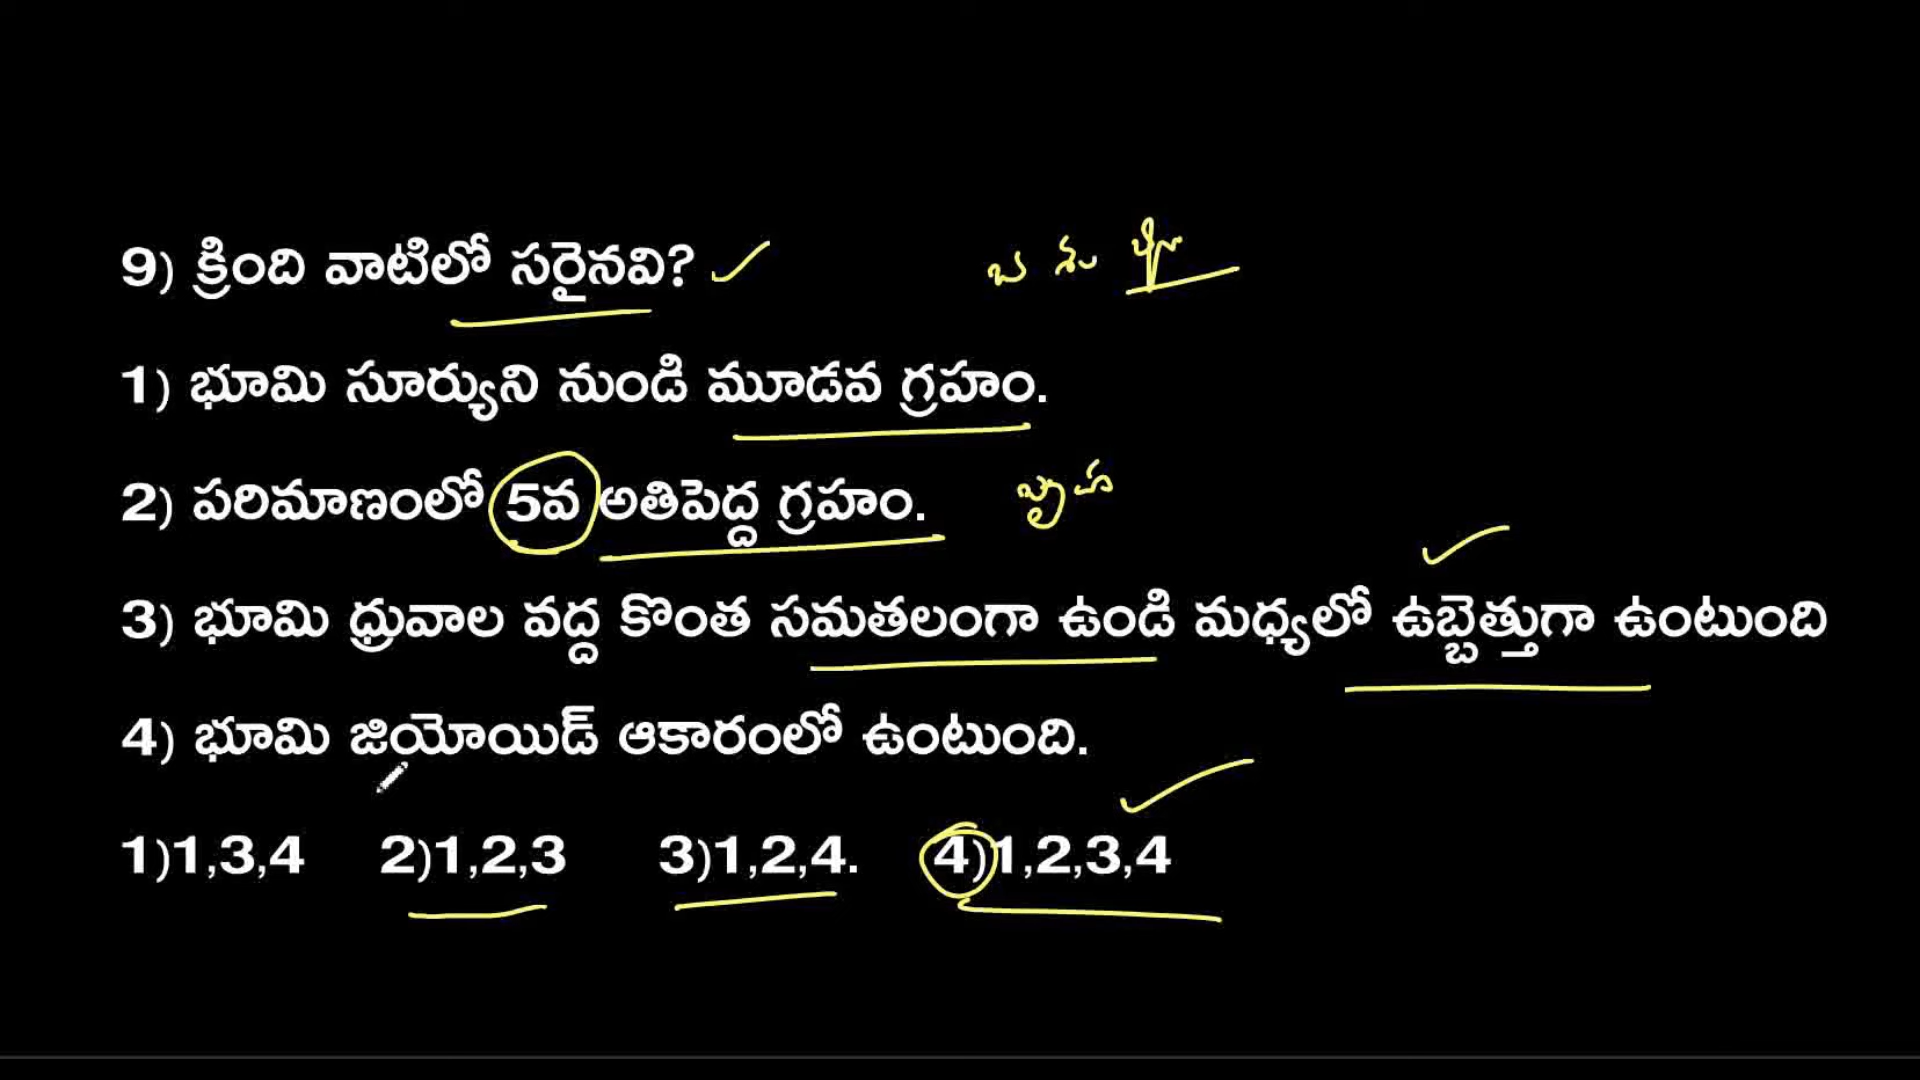 9) క్రింది వాటిలో సరైనవి?
బ శు భూ
1) భూమి సూర్యుని నుండి మూడవ గ్రహం.
2) పరిమాణంలో 5వ అతిపెద్ద గ్రహం.
బృహ
3) భూమి ధ్రువాల వద్ద కొంత సమతలంగా ఉండి మధ్యలో ఉబ్బెత్తుగా ఉంటుంది
4) భూమి జియోయిడ్ ఆకారంలో ఉంటుంది.
1)1,3,4 2)1,2,3 3)1,2,4. 4)1,2,3,4